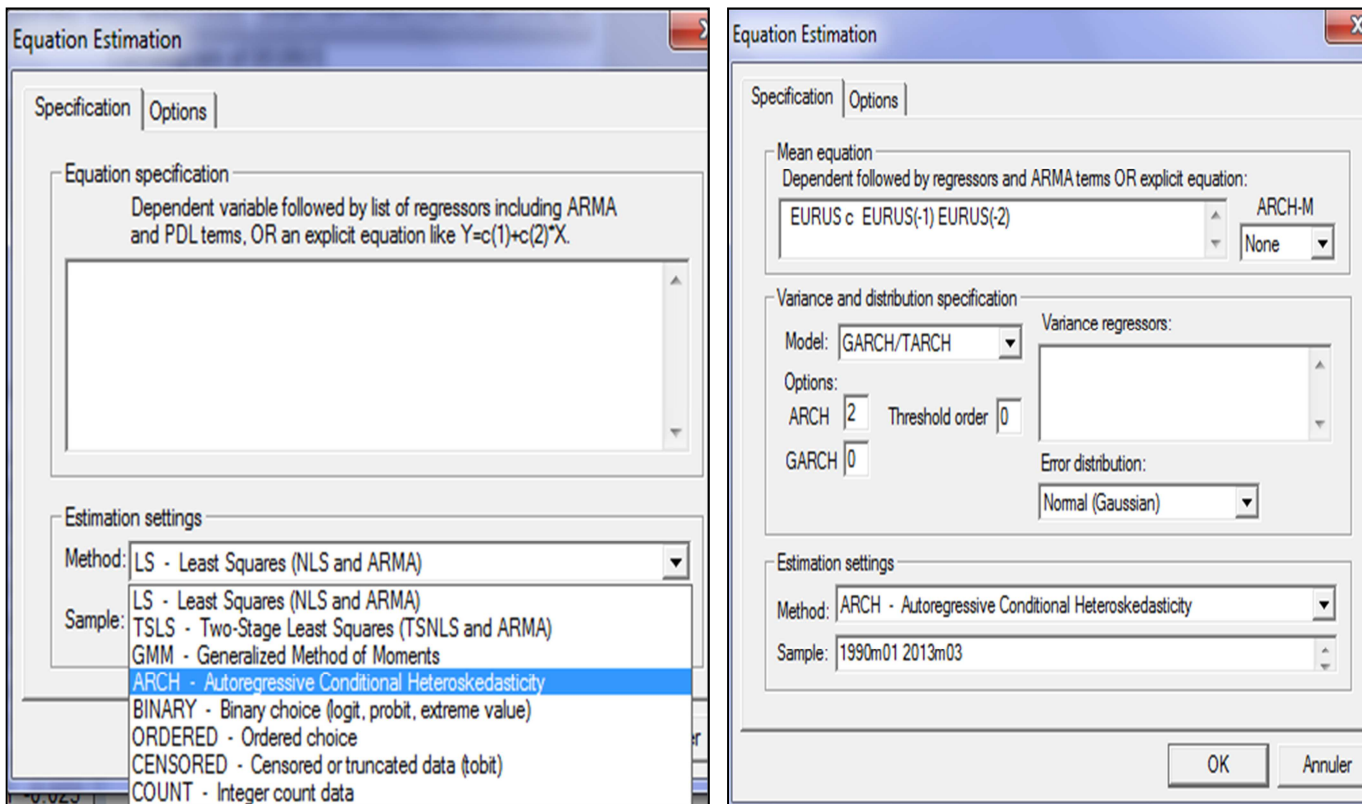 Equation Estimation
Specification
Options
Equation specification
Dependent variable followed by list of regressors including ARMA
and PDL terms, OR an explicit equation like Y=c(1)+c(2)*X.
Estimation settings
Method: LS - Least Squares (NLS and ARMA)
LS - Least Squares (NLS and ARMA)
Sample: TSLS - Two-Stage Least Squares (TSNLS and ARMA)
GMM - Generalized Method of Moments
ARCH - Autoregressive Conditional Heteroskedasticity
BINARY - Binary choice (logit, probit, extreme value)
ORDERED - Ordered choice
CENSORED - Censored or truncated data (tobit)
COUNT - Integer count data
Equation Estimation
Specification
Options
Mean equation
Dependent followed by regressors and ARMA terms OR explicit equation:
EURUS c EURUS(-1) EURUS(-2)
ARCH-M
None
Variance and distribution specification
Model: GARCH/TARCH
Options:
ARCH 2 Threshold order 0
GARCH 0
Variance regressors:
Error distribution:
Normal (Gaussian)
Estimation settings
Method: ARCH - Autoregressive Conditional Heteroskedasticity
Sample: 1990m01 2013m03
OK
Annuler